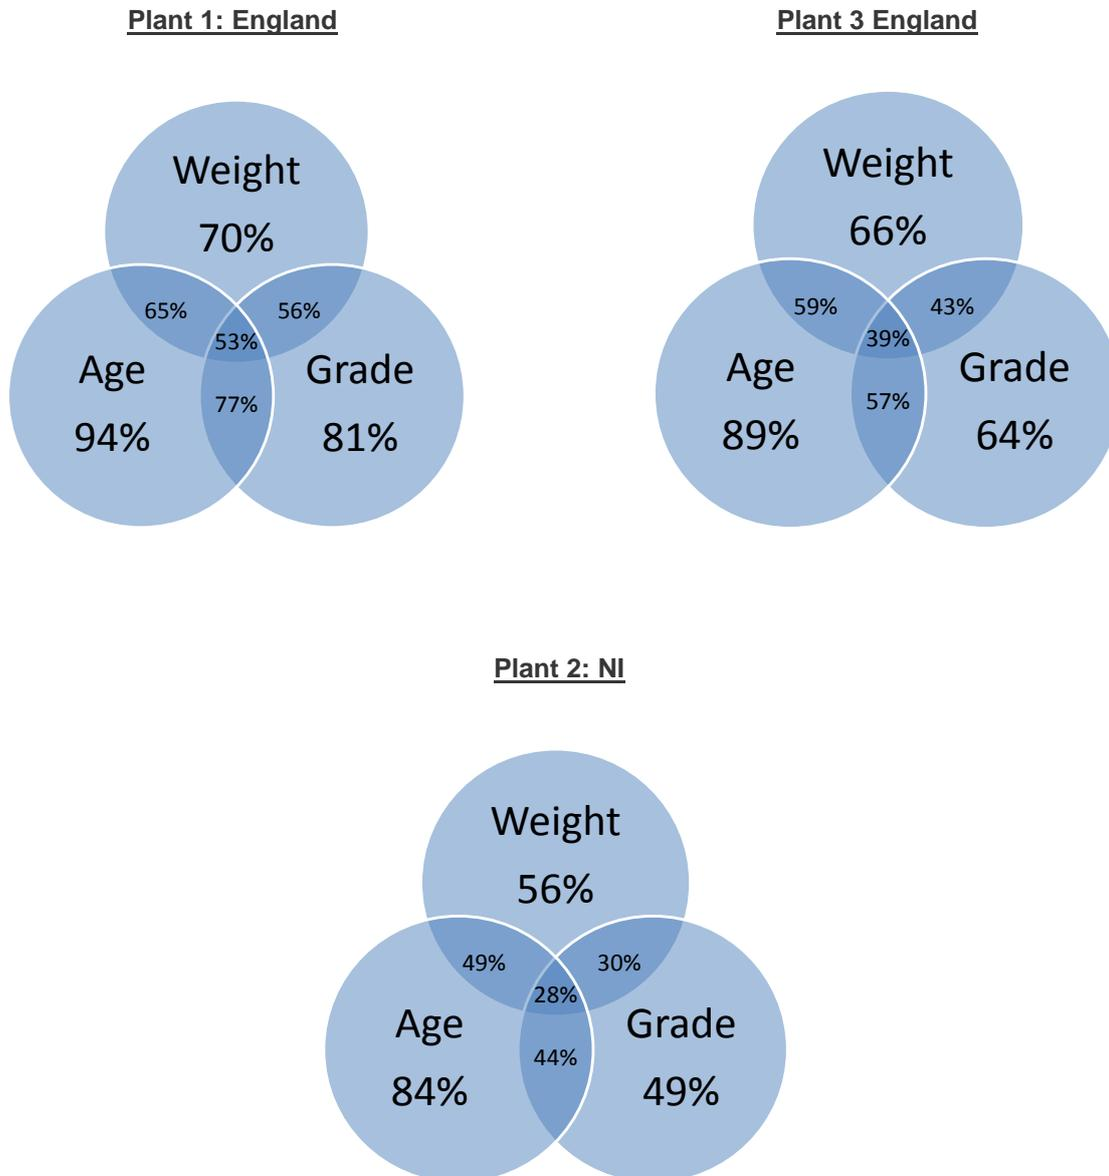 Plant 1: England
Weight
70%
65%
56%
53%
Age
Grade
77%
94%
81%
Plant 3 England
Weight
66%
59%
43%
39%
Age
Grade
57%
89%
64%
Plant 2: NI
Weight
56%
49%
30%
28%
Age
Grade
44%
84%
49%